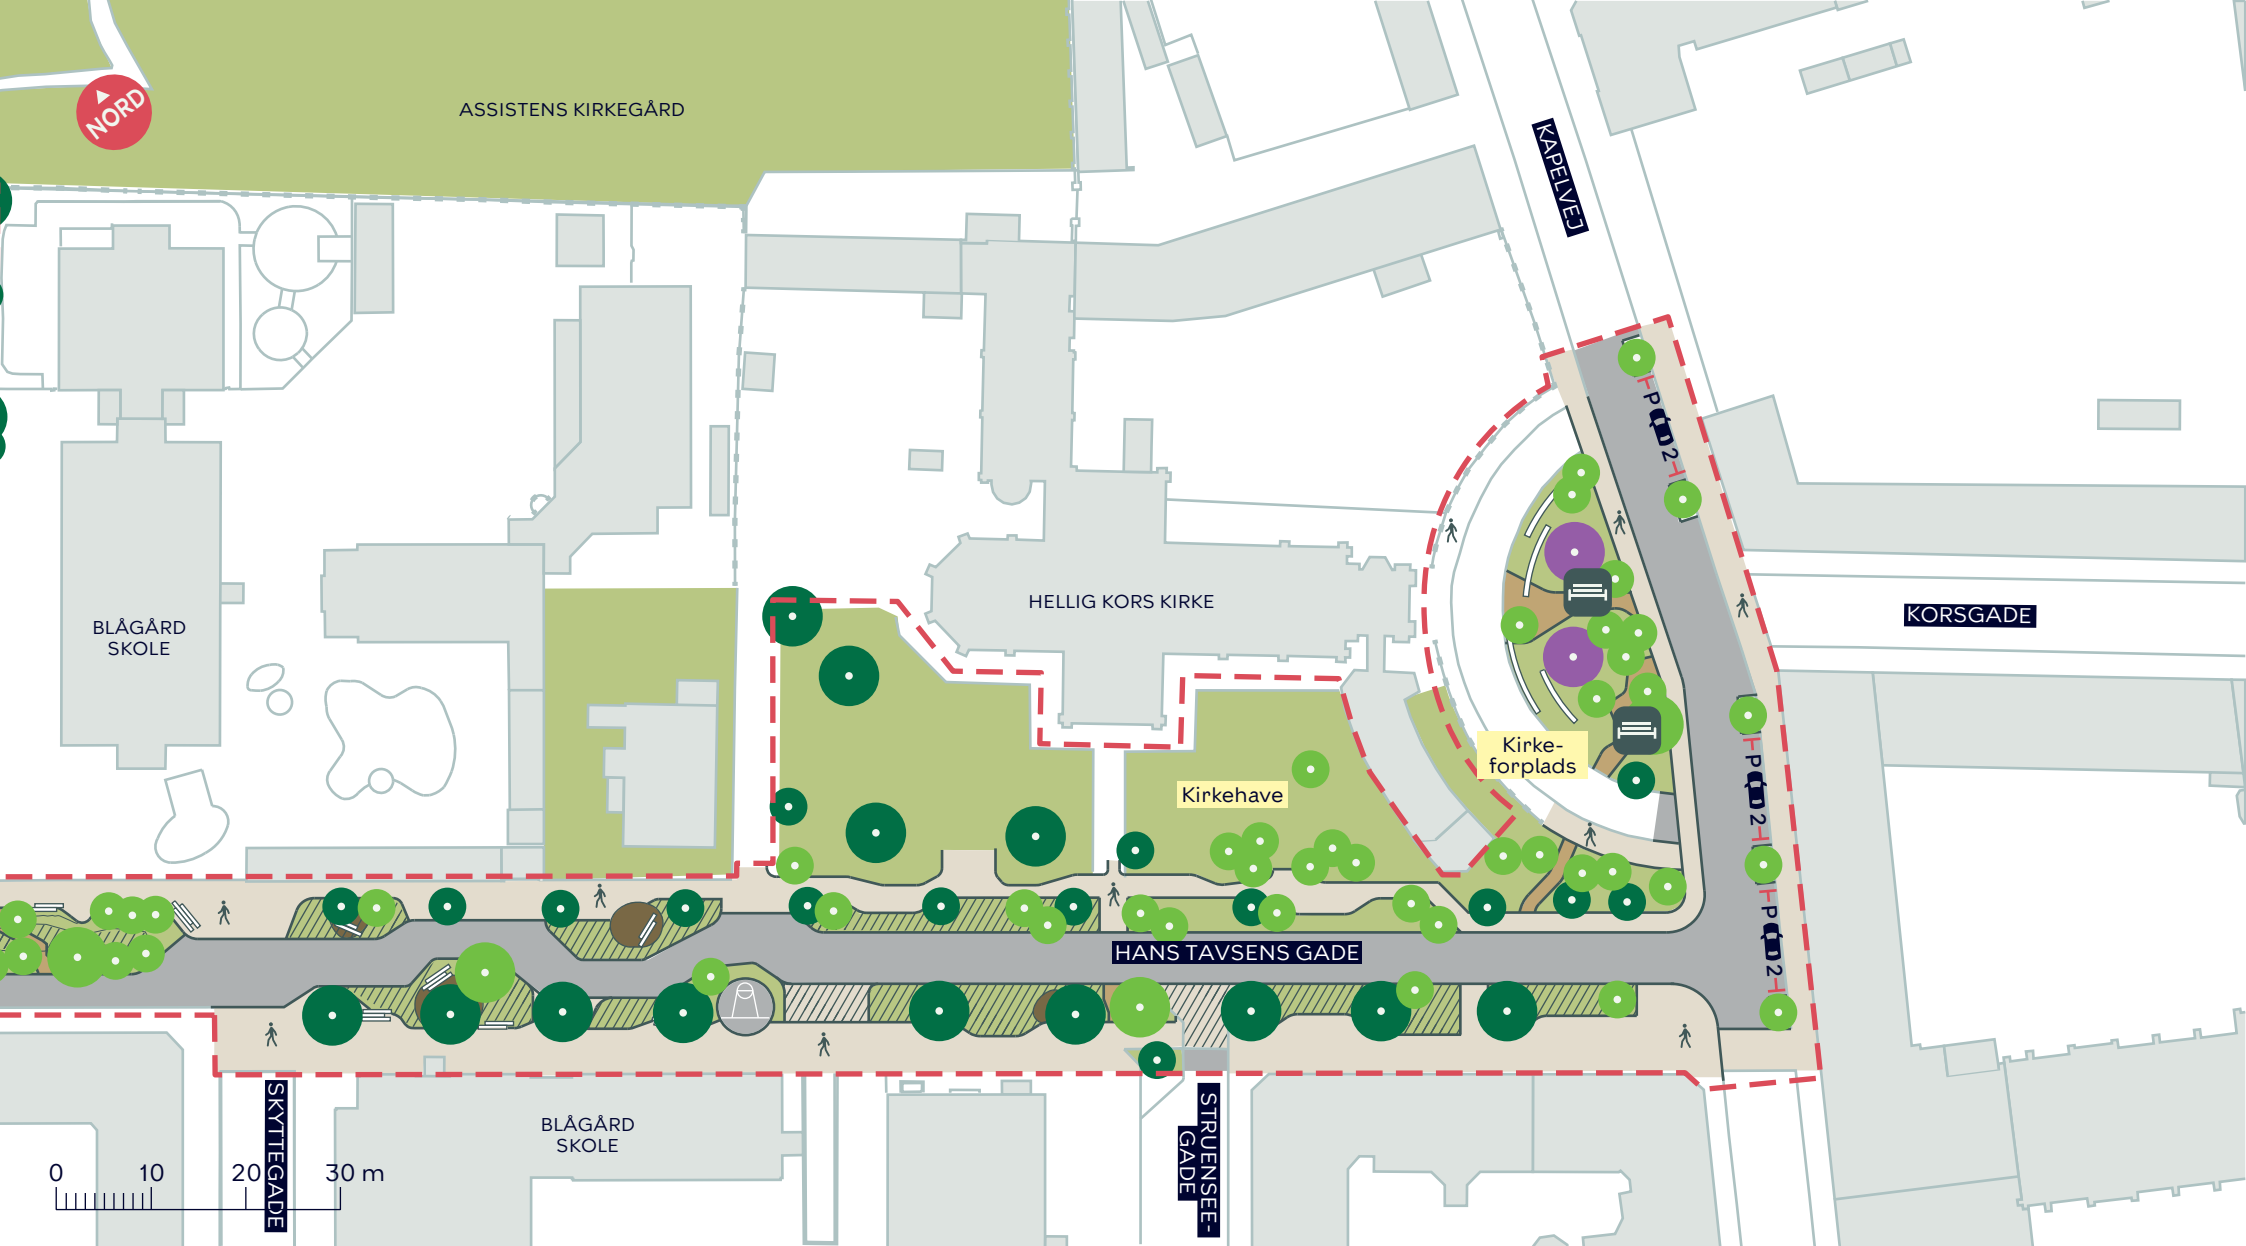 NORD
ASSISTENS KIRKEGÅRD
KAPELVEJ
P 2
HELLIG KORS KIRKE
KORSGADE
BLÅGÅRD
SKOLE
Kirke-
forplads
Kirkehave
P 2
P 2
HANS TAVSENS GADE
SKYTTEGADE
BLÅGÅRD
SKOLE
STRUENSEE-
GADE
0 10 20 30 m